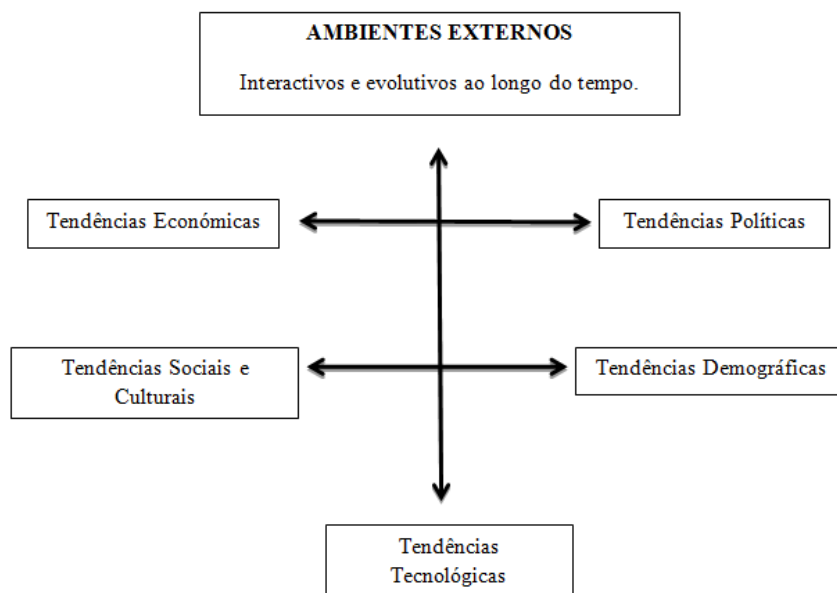 AMBIENTES EXTERNOS
Interactivos e evolutivos ao longo do tempo.
Tendências Económicas
Tendências Políticas
Tendências Sociais e
Culturais
Tendências Demográficas
Tendências
Tecnológicas